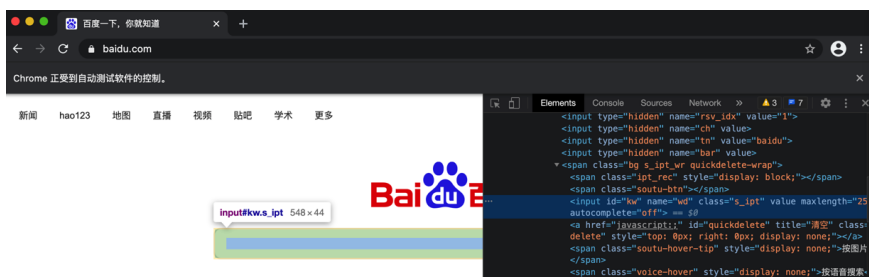 百度一下，你就知道
baidu.com
Chrome 正受到自动测试软件的控制。
新闻 hao123 地图 直播 视频 贴吧 学术 更多
Bai du
input#kw.s_ipt 548 × 44
Elements Console Sources Network » 3 7
<input type="hidden" name="rsv_idx" value="1">
<input type="hidden" name="ch" value>
<input type="hidden" name="tn" value="baidu">
<input type="hidden" name="bar" value>
▼<span class="bg s_ipt_wr quickdelete-wrap">
<span class="ipt_rec" style="display: block;"></span>
<span class="soutu-btn"></span>
<input id="kw" name="wd" class="s_ipt" value maxlength="25
autocomplete="off"> == $0
<a href="javascript:;" id="quickdelete" title="清空" class=
delete" style="top: 0px; right: 0px; display: none;"></a>
<span class="soutu-hover-tip" style="display: none;">按图片
</span>
<span class="voice-hover" style="display: none;">按语音搜索<